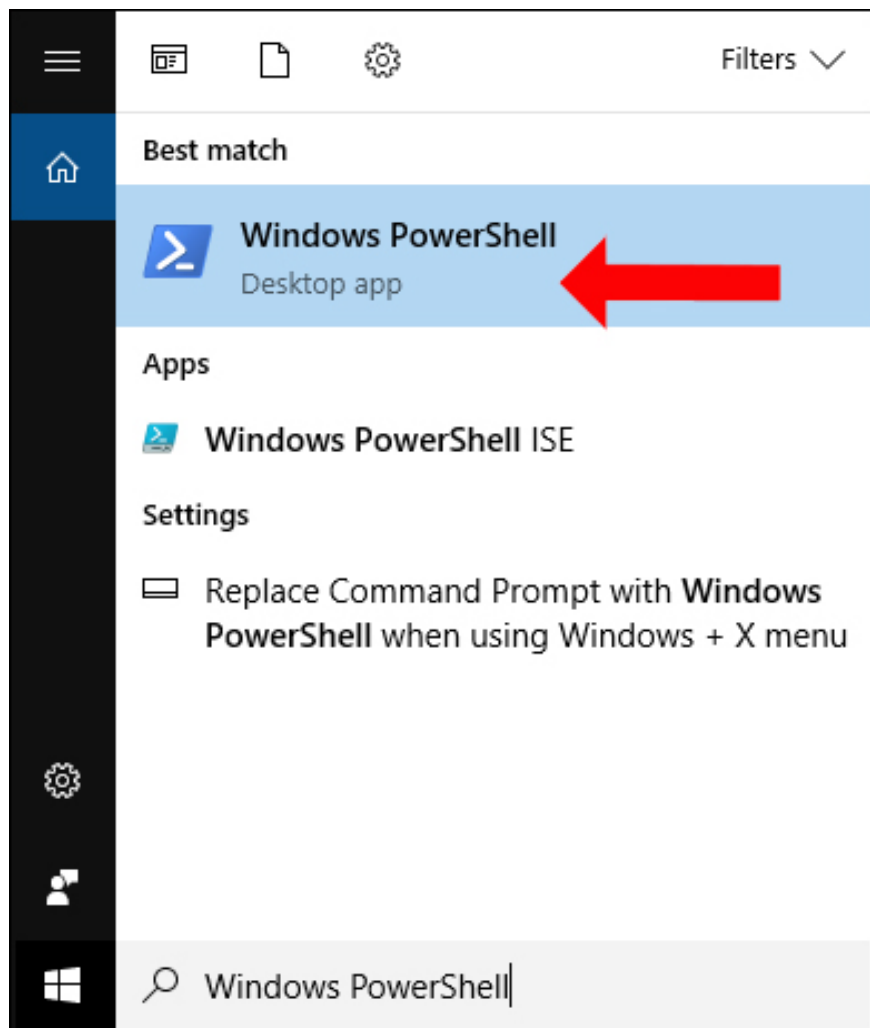 Filters
Best match
Windows PowerShell
Desktop app
Apps
Windows PowerShell ISE
Settings
Replace Command Prompt with Windows
PowerShell when using Windows + X menu
Windows PowerShell